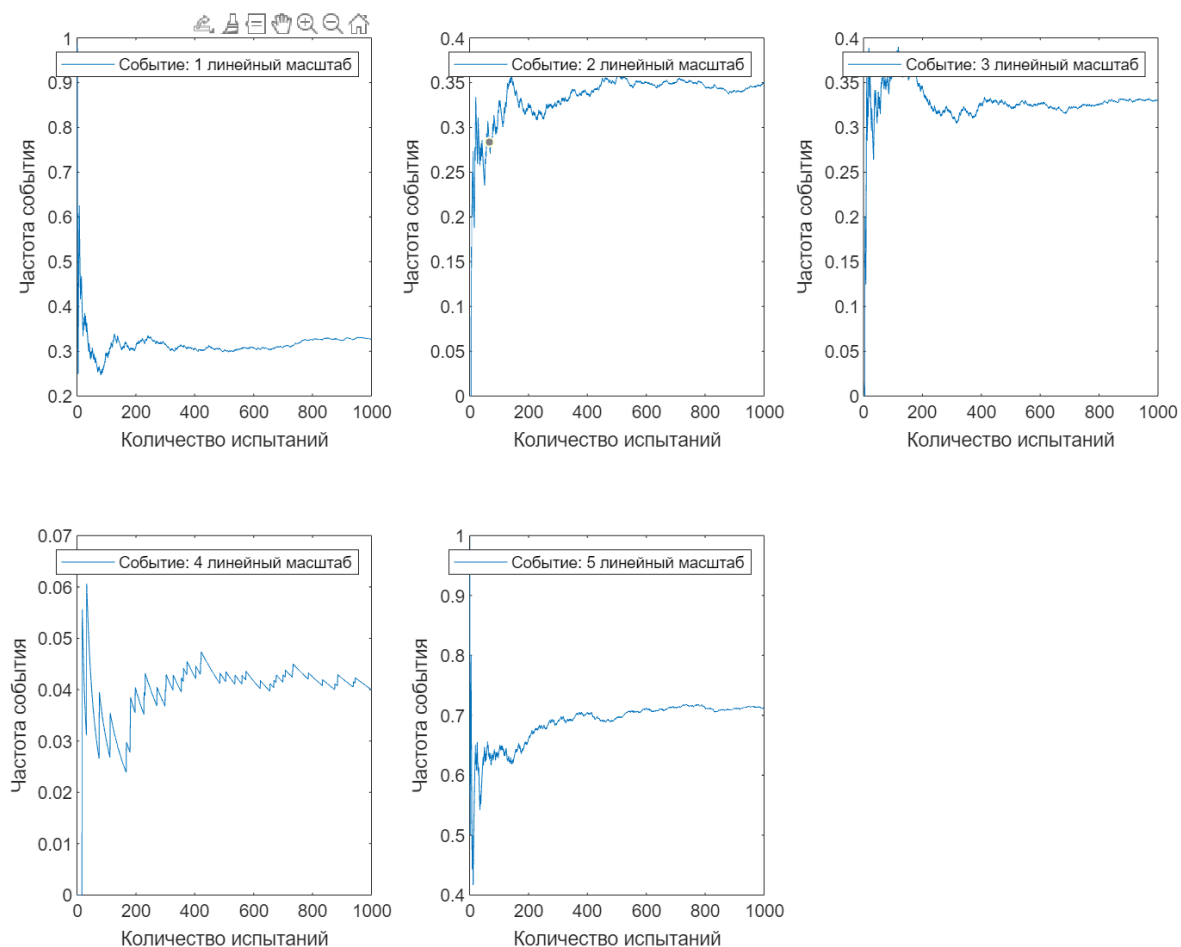 Событие: 1 линейный масштаб
1
0.9
0.8
0.7
0.6
0.5
0.4
0.3
0.2
0 200 400 600 800 1000
Частота события
Количество испытаний
Событие: 2 линейный масштаб
0.4
0.35
0.3
0.25
0.2
0.15
0.1
0.05
0
0 200 400 600 800 1000
Частота события
Количество испытаний
Событие: 3 линейный масштаб
0.4
0.35
0.3
0.25
0.2
0.15
0.1
0.05
0
0 200 400 600 800 1000
Частота события
Количество испытаний
Событие: 4 линейный масштаб
0.07
0.06
0.05
0.04
0.03
0.02
0.01
0
0 200 400 600 800 1000
Частота события
Количество испытаний
Событие: 5 линейный масштаб
1
0.9
0.8
0.7
0.6
0.5
0.4
0 200 400 600 800 1000
Частота события
Количество испытаний